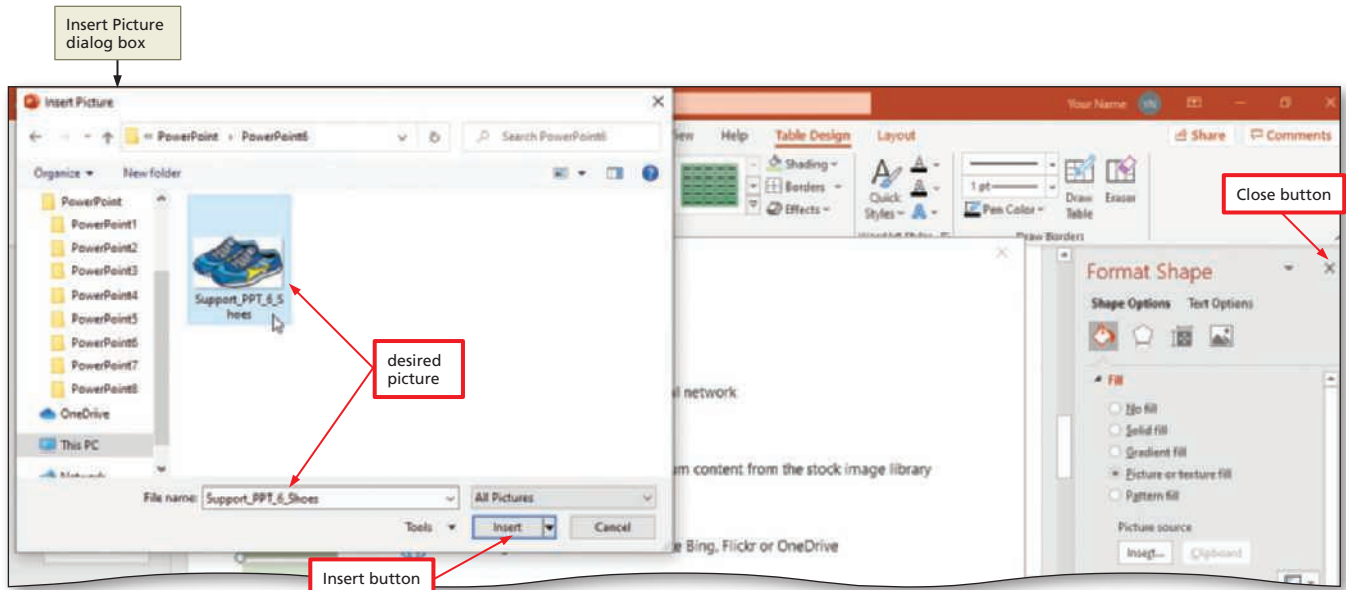 Insert Picture
dialog box
Insert Picture
PowerPoint › PowerPoint6
Search PowerPoint6
Organize
New folder
PowerPoint
PowerPoint1
PowerPoint2
PowerPoint3
PowerPoint4
PowerPoint5
PowerPoint6
PowerPoint7
PowerPoint8
OneDrive
This PC
Network
Support_PPT_6_S
hoes
desired
picture
File name: Support_PPT_6_Shoes
All Pictures
Tools
Insert
Cancel
Insert button
Your Name YN
Help Table Design Layout
Share Comments
Shading
Borders
Effects
Quick
Styles
1 pt
Pen Color
Draw
Table
Eraser
Draw Borders
Close button
network
content from the stock image library
Bing, Flickr or OneDrive
Format Shape
Shape Options Text Options
Fill
No fill
Solid fill
Gradient fill
Picture or texture fill
Pattern fill
Picture source
Insert... Clipboard